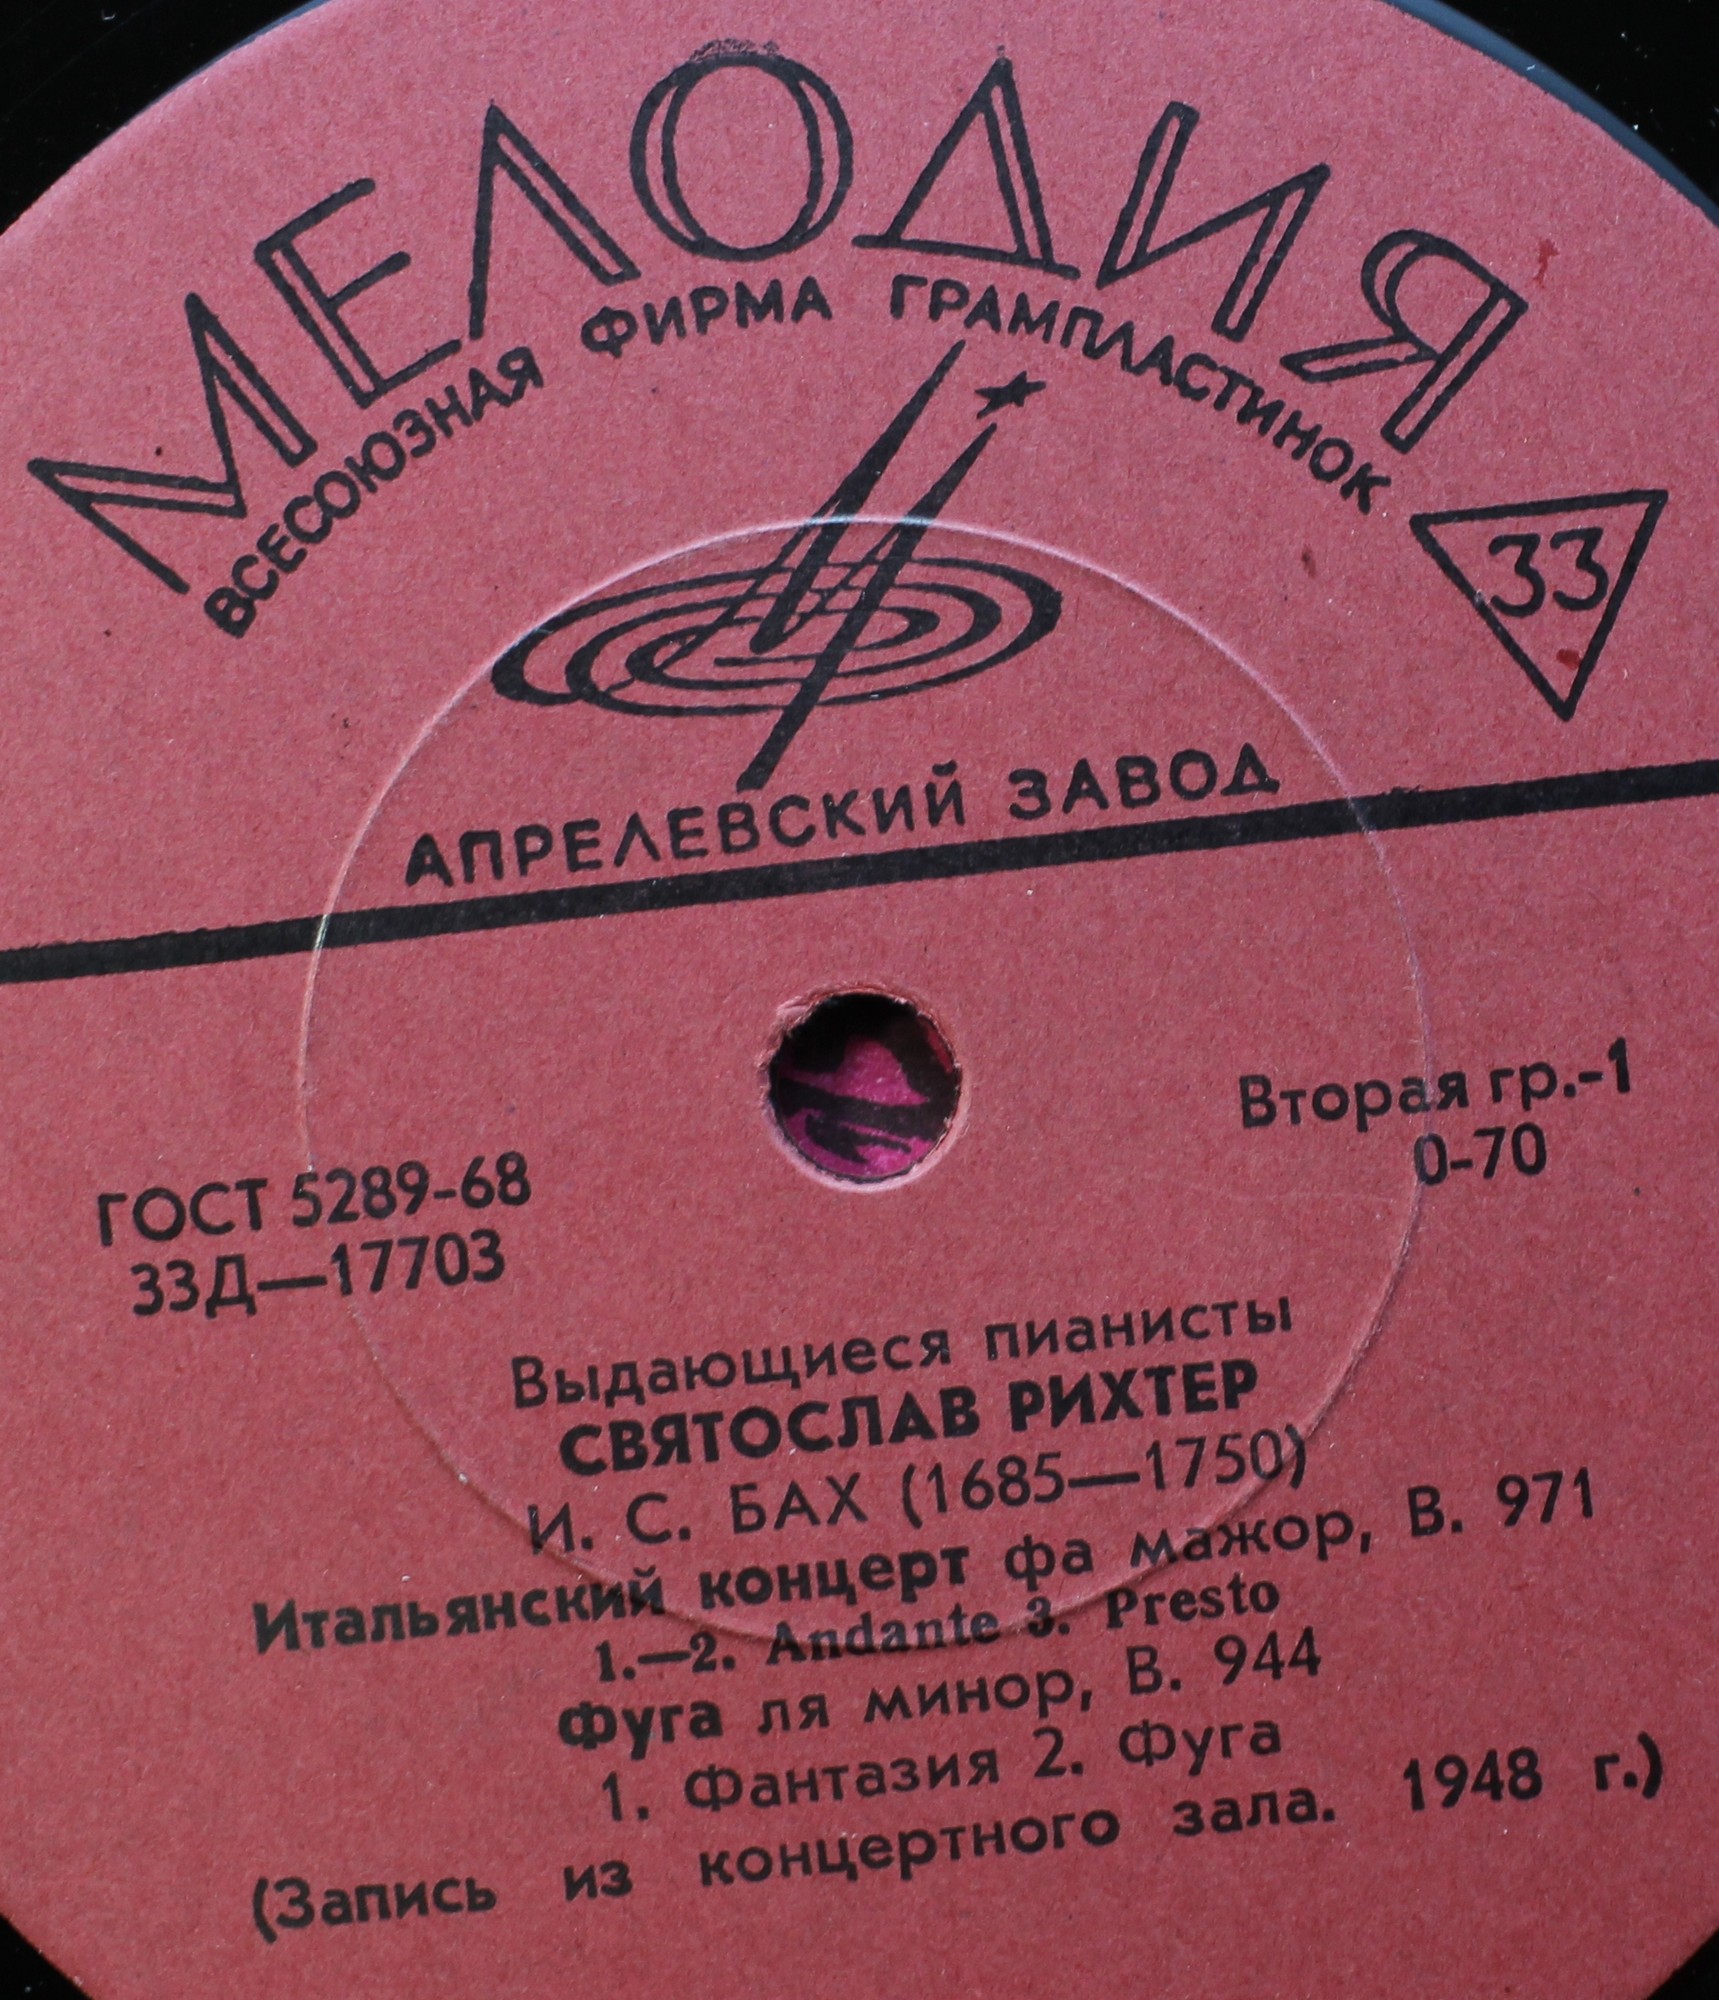 МЕЛОДИЯ
ВСЕСОЮЗНАЯ ФИРМА ГРАМПЛАСТИНОК
33
АПРЕЛЕВСКИЙ ЗАВОД
Вторая гр.-1
0-70
ГОСТ 5289-68
33Д—17703
Выдающиеся пианисты
СВЯТОСЛАВ РИХТЕР
И. С. БАХ (1685—1750)
Итальянский концерт фа мажор, В. 971
1.—2. Andante 3. Presto
Фуга ля минор, В. 944
1. Фантазия 2. Фуга
(Запись из концертного зала. 1948 г.)